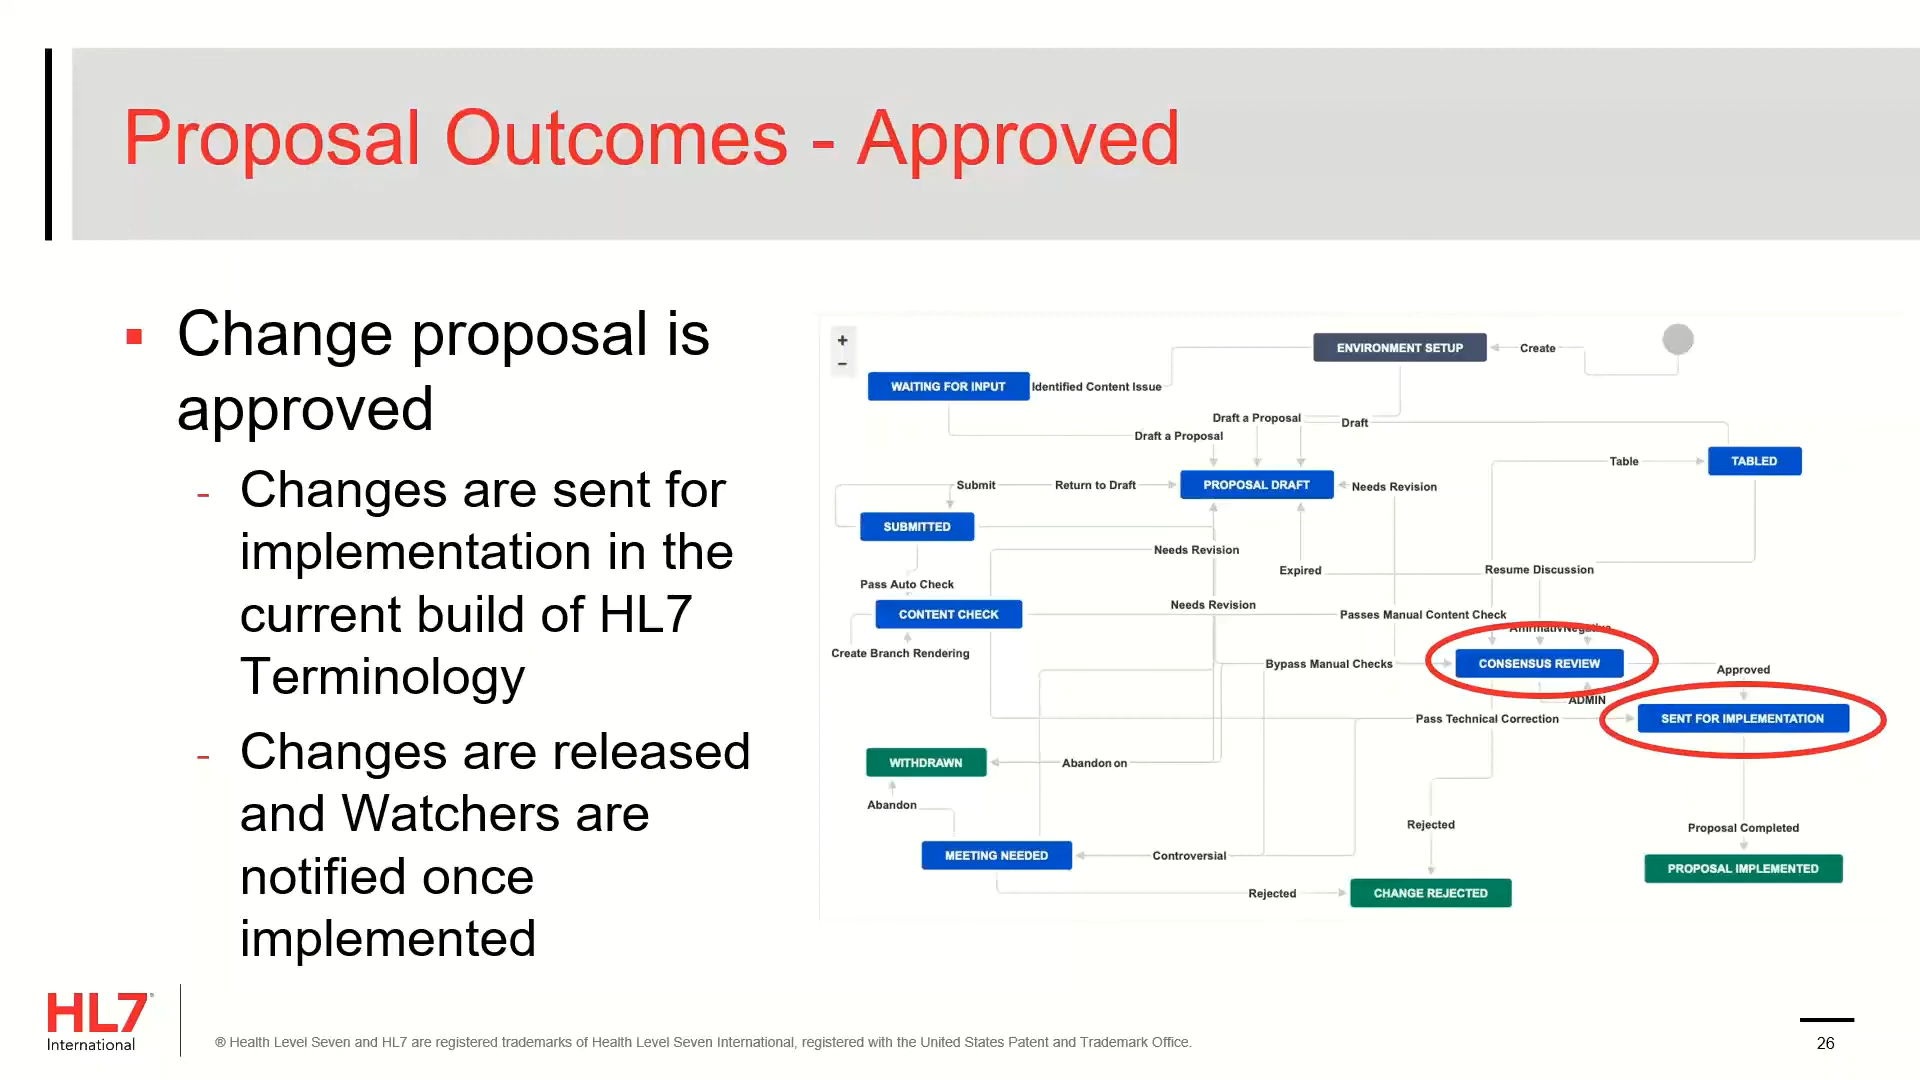 Proposal Outcomes - Approved
▪ Change proposal is
approved
- Changes are sent for
implementation in the
current build of HL7
Terminology
- Changes are released
and Watchers are
notified once
implemented
+
−
ENVIRONMENT SETUP
Create
WAITING FOR INPUT
Identified Content Issue
Draft a Proposal
Draft
Draft a Proposal
TABLED
Table
Submit
Return to Draft
PROPOSAL DRAFT
Needs Revision
SUBMITTED
Needs Revision
Expired
Resume Discussion
Pass Auto Check
Needs Revision
CONTENT CHECK
Passes Manual Content Check
Create Branch Rendering
Bypass Manual Checks
CONSENSUS REVIEW
Approved
ADMIN
Pass Technical Correction
SENT FOR IMPLEMENTATION
WITHDRAWN
Abandon on
Abandon
Rejected
Proposal Completed
MEETING NEEDED
Controversial
PROPOSAL IMPLEMENTED
Rejected
CHANGE REJECTED
HL7
International
® Health Level Seven and HL7 are registered trademarks of Health Level Seven International, registered with the United States Patent and Trademark Office.
26